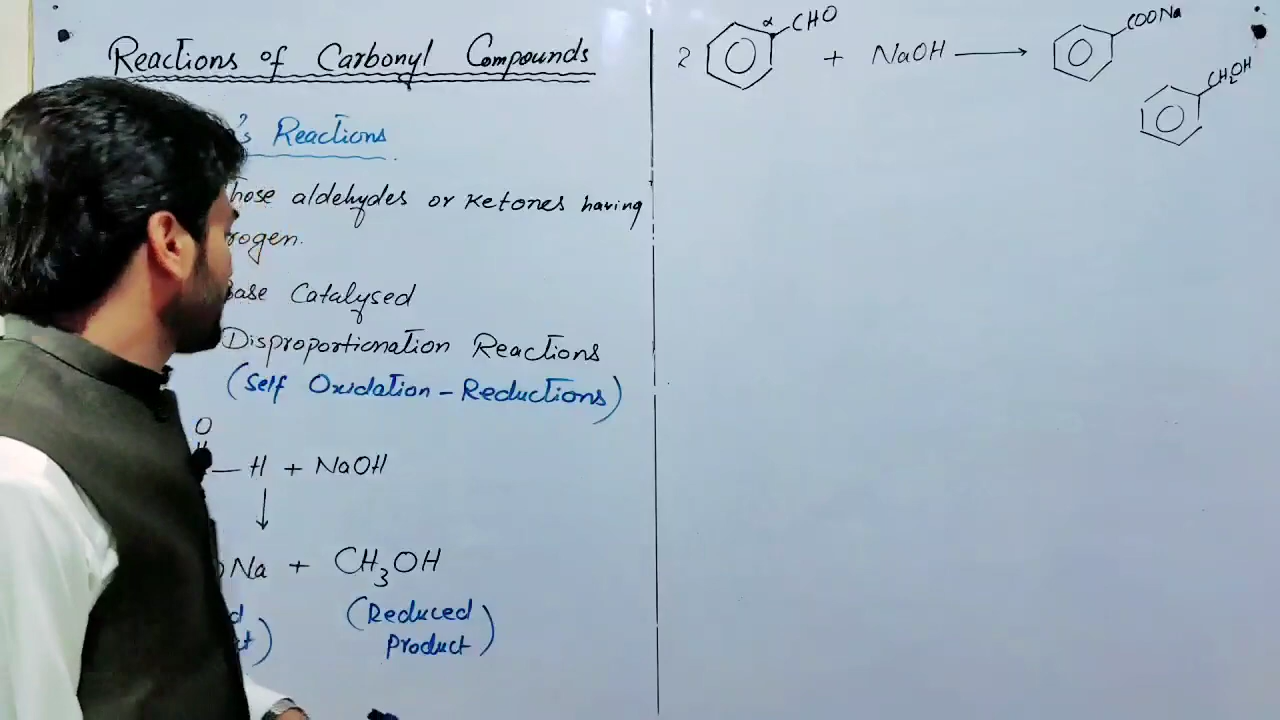 Reactions of Carbonyl Compounds
's Reactions.
hose aldehydes or Ketones having
rogen.
Base Catalysed
Disproportionation Reactions
(Self Oxidation - Reductions)
O
— H + NaOH
Na + CH3OH
(Reduced
Product)
2 α CHO + NaOH ⟶ COONa
CH2OH